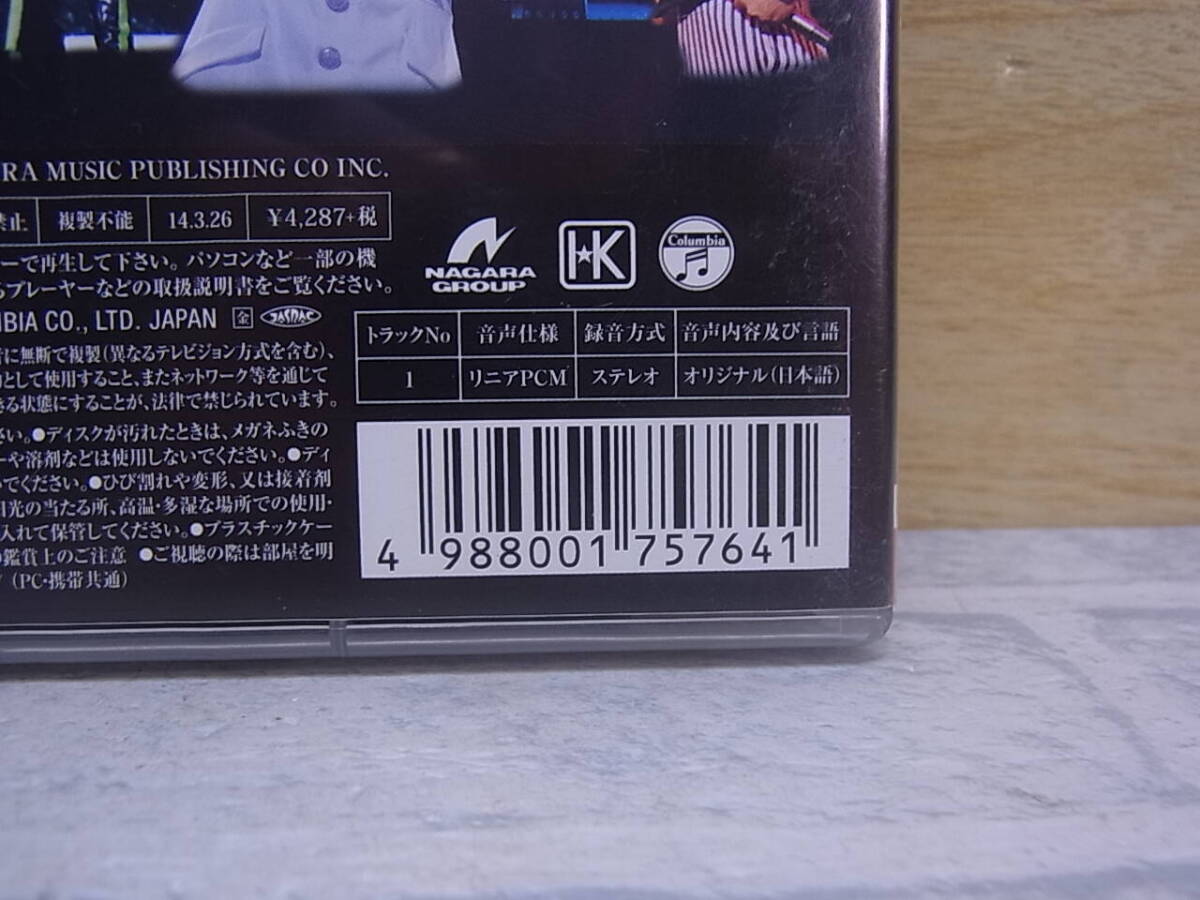 RA MUSIC PUBLISHING CO INC.
禁止 複製不能 14.3.26 ¥4,287+税
ーで再生して下さい。パソコンなど一部の機
るプレーヤーなどの取扱説明書をご覧ください。
MBIA CO., LTD. JAPAN 金 JASRAC
に無断で複製(異なるテレビジョン方式を含む)、
として使用すること、またネットワーク等を通じて
きる状態にすることが、法律で禁じられています。
さい。●ディスクが汚れたときは、メガネふきの
ーや溶剤などは使用しないでください。●ディ
いでください。●ひび割れや変形、又は接着剤
日光の当たる所、高温・多湿な場所での使用・
入れて保管してください。●プラスチックケー
の鑑賞上のご注意 ●ご視聴の際は部屋を明
(PC・携帯共通)
NAGARA
GROUP
HK
Columbia
トラックNo 音声仕様 録音方式 音声内容及び言語
1 リニアPCM ステレオ オリジナル(日本語)
4 988001 757641